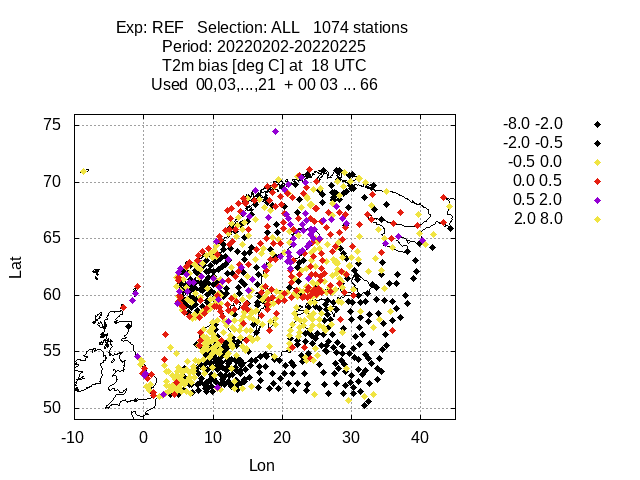 Exp: REF   Selection: ALL   1074 stations
Period: 20220202-20220225
T2m bias [deg C] at  18 UTC
Used  00,03,...,21  + 00 03 ... 66
-8.0 -2.0
-2.0 -0.5
-0.5 0.0
0.0 0.5
0.5 2.0
2.0 8.0
75
70
65
60
55
50
Lat
-10 0 10 20 30 40
Lon